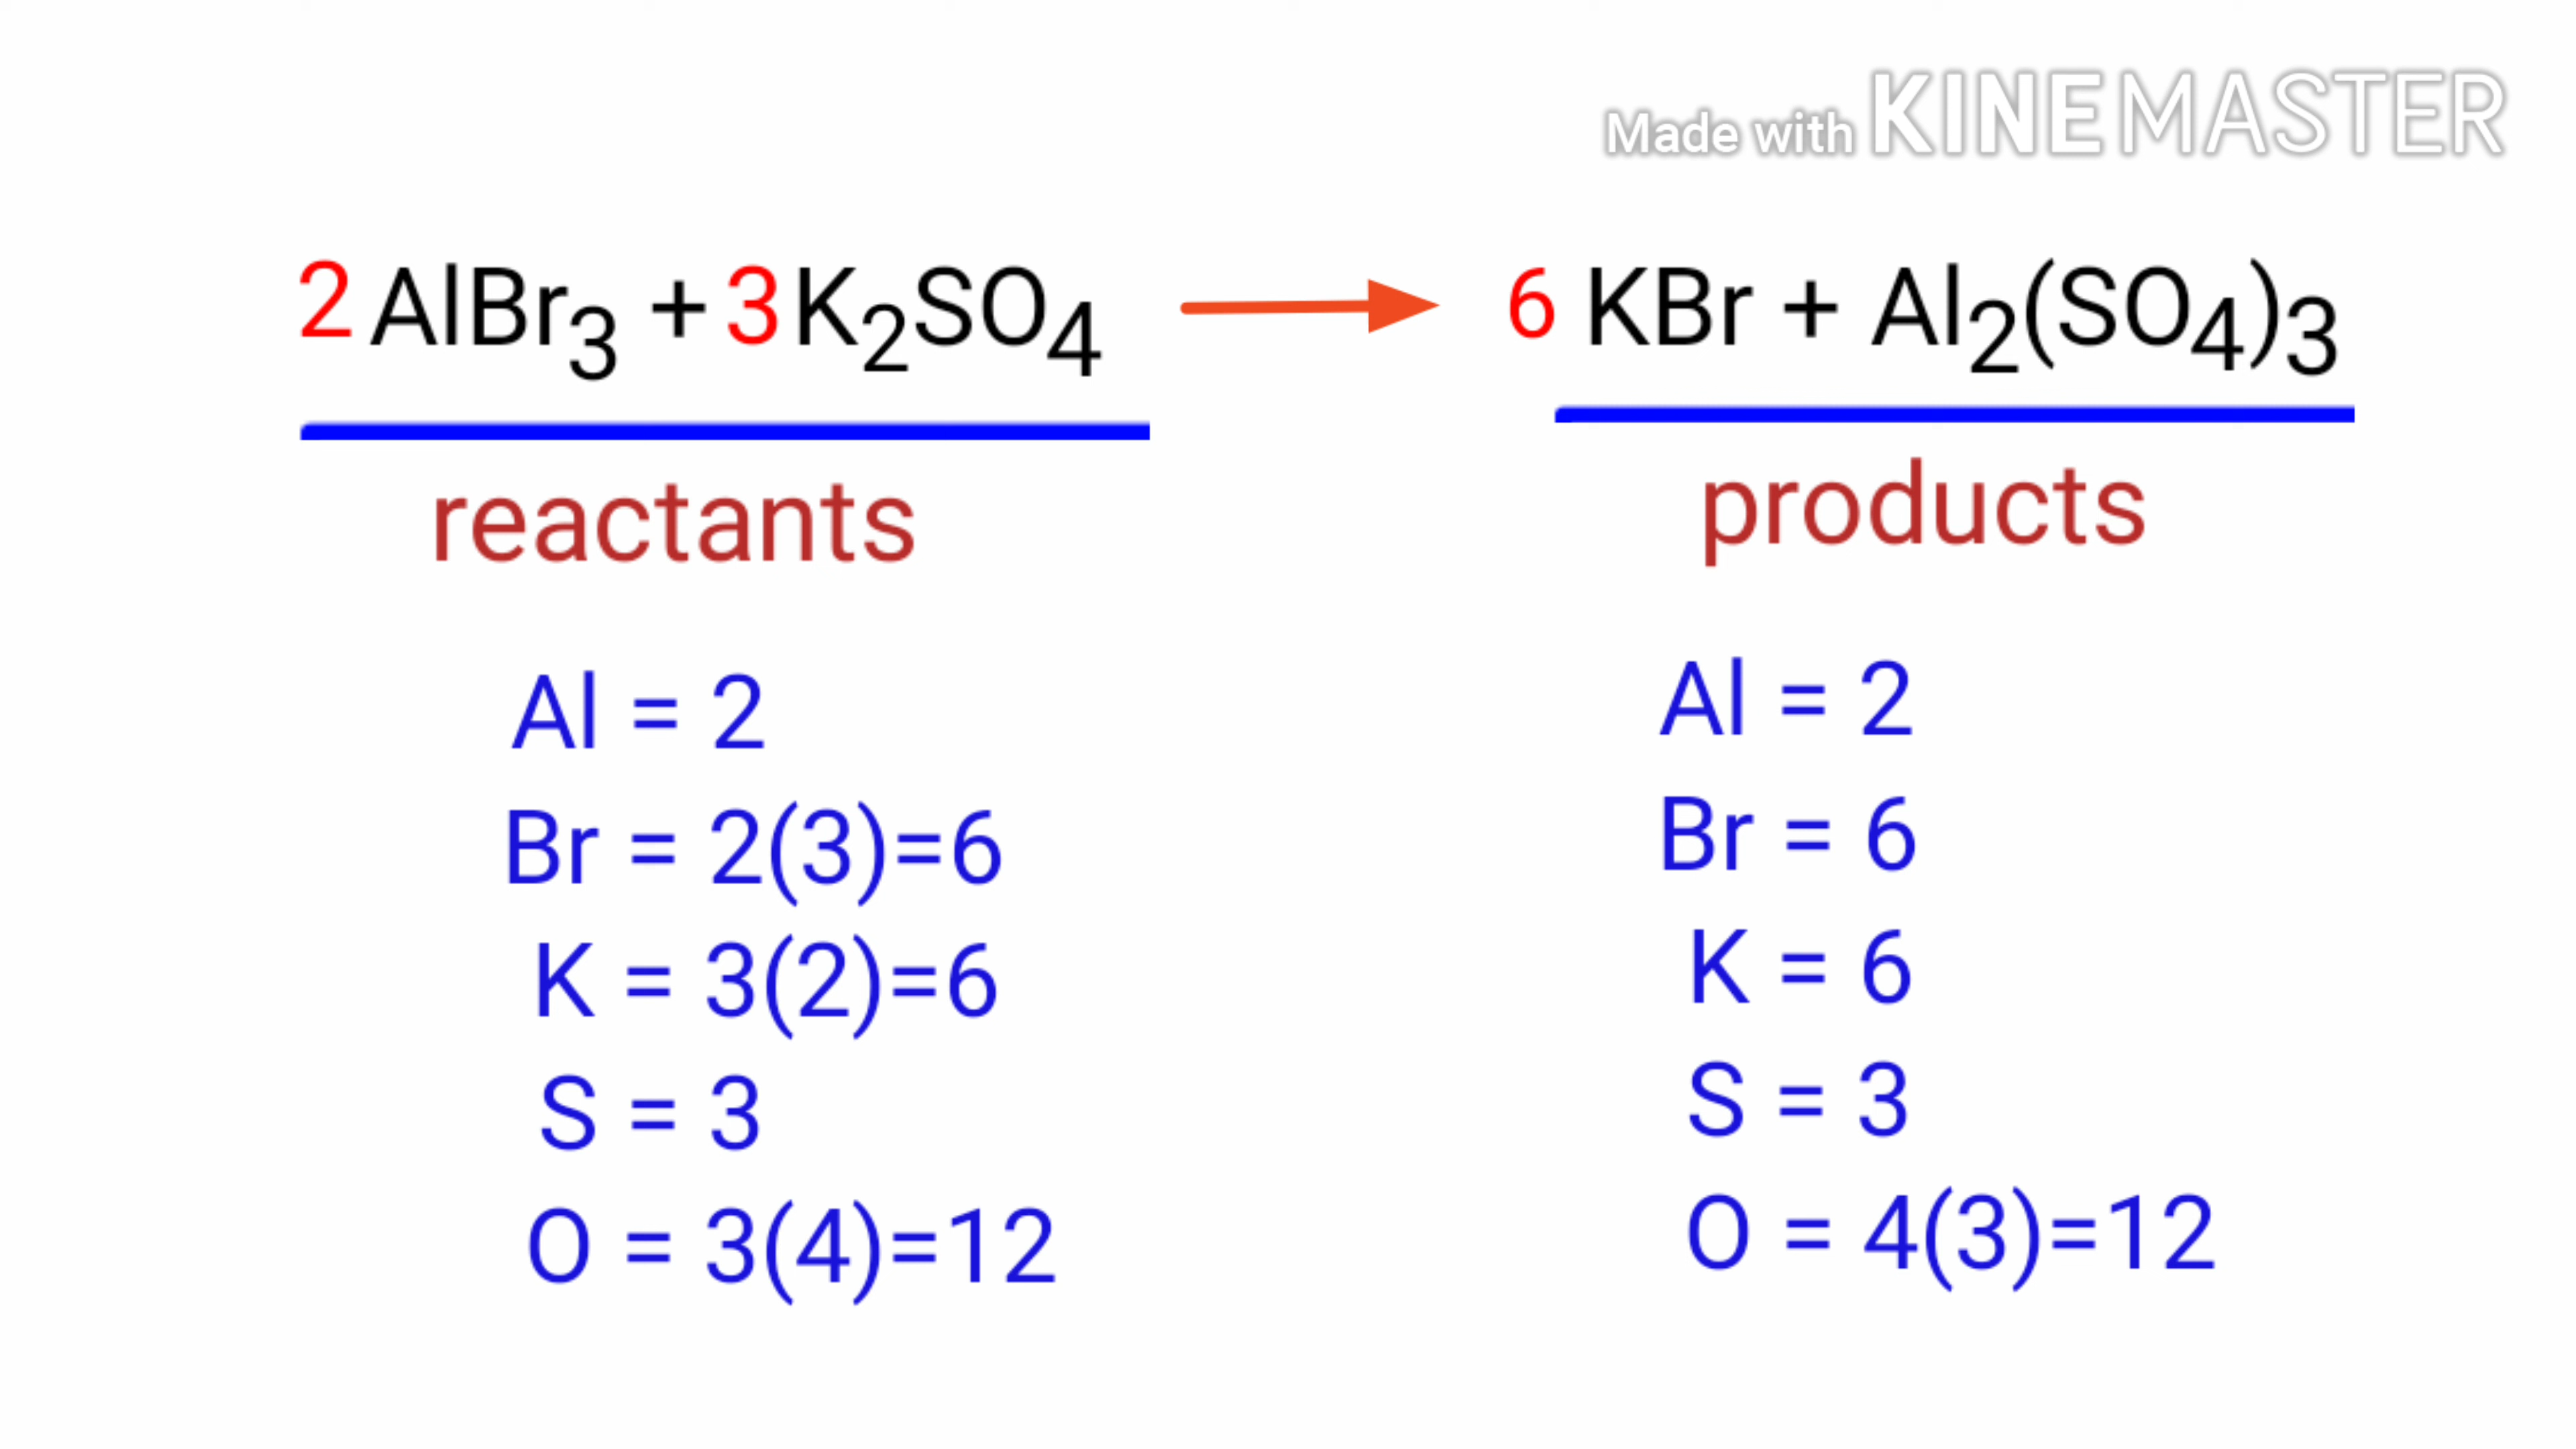 Made with KINEMASTER
2 AlBr3 + 3 K2SO4 → 6 KBr + Al2(SO4)3
reactants
products
Al = 2
Br = 2(3)=6
K = 3(2)=6
S = 3
O = 3(4)=12
Al = 2
Br = 6
K = 6
S = 3
O = 4(3)=12